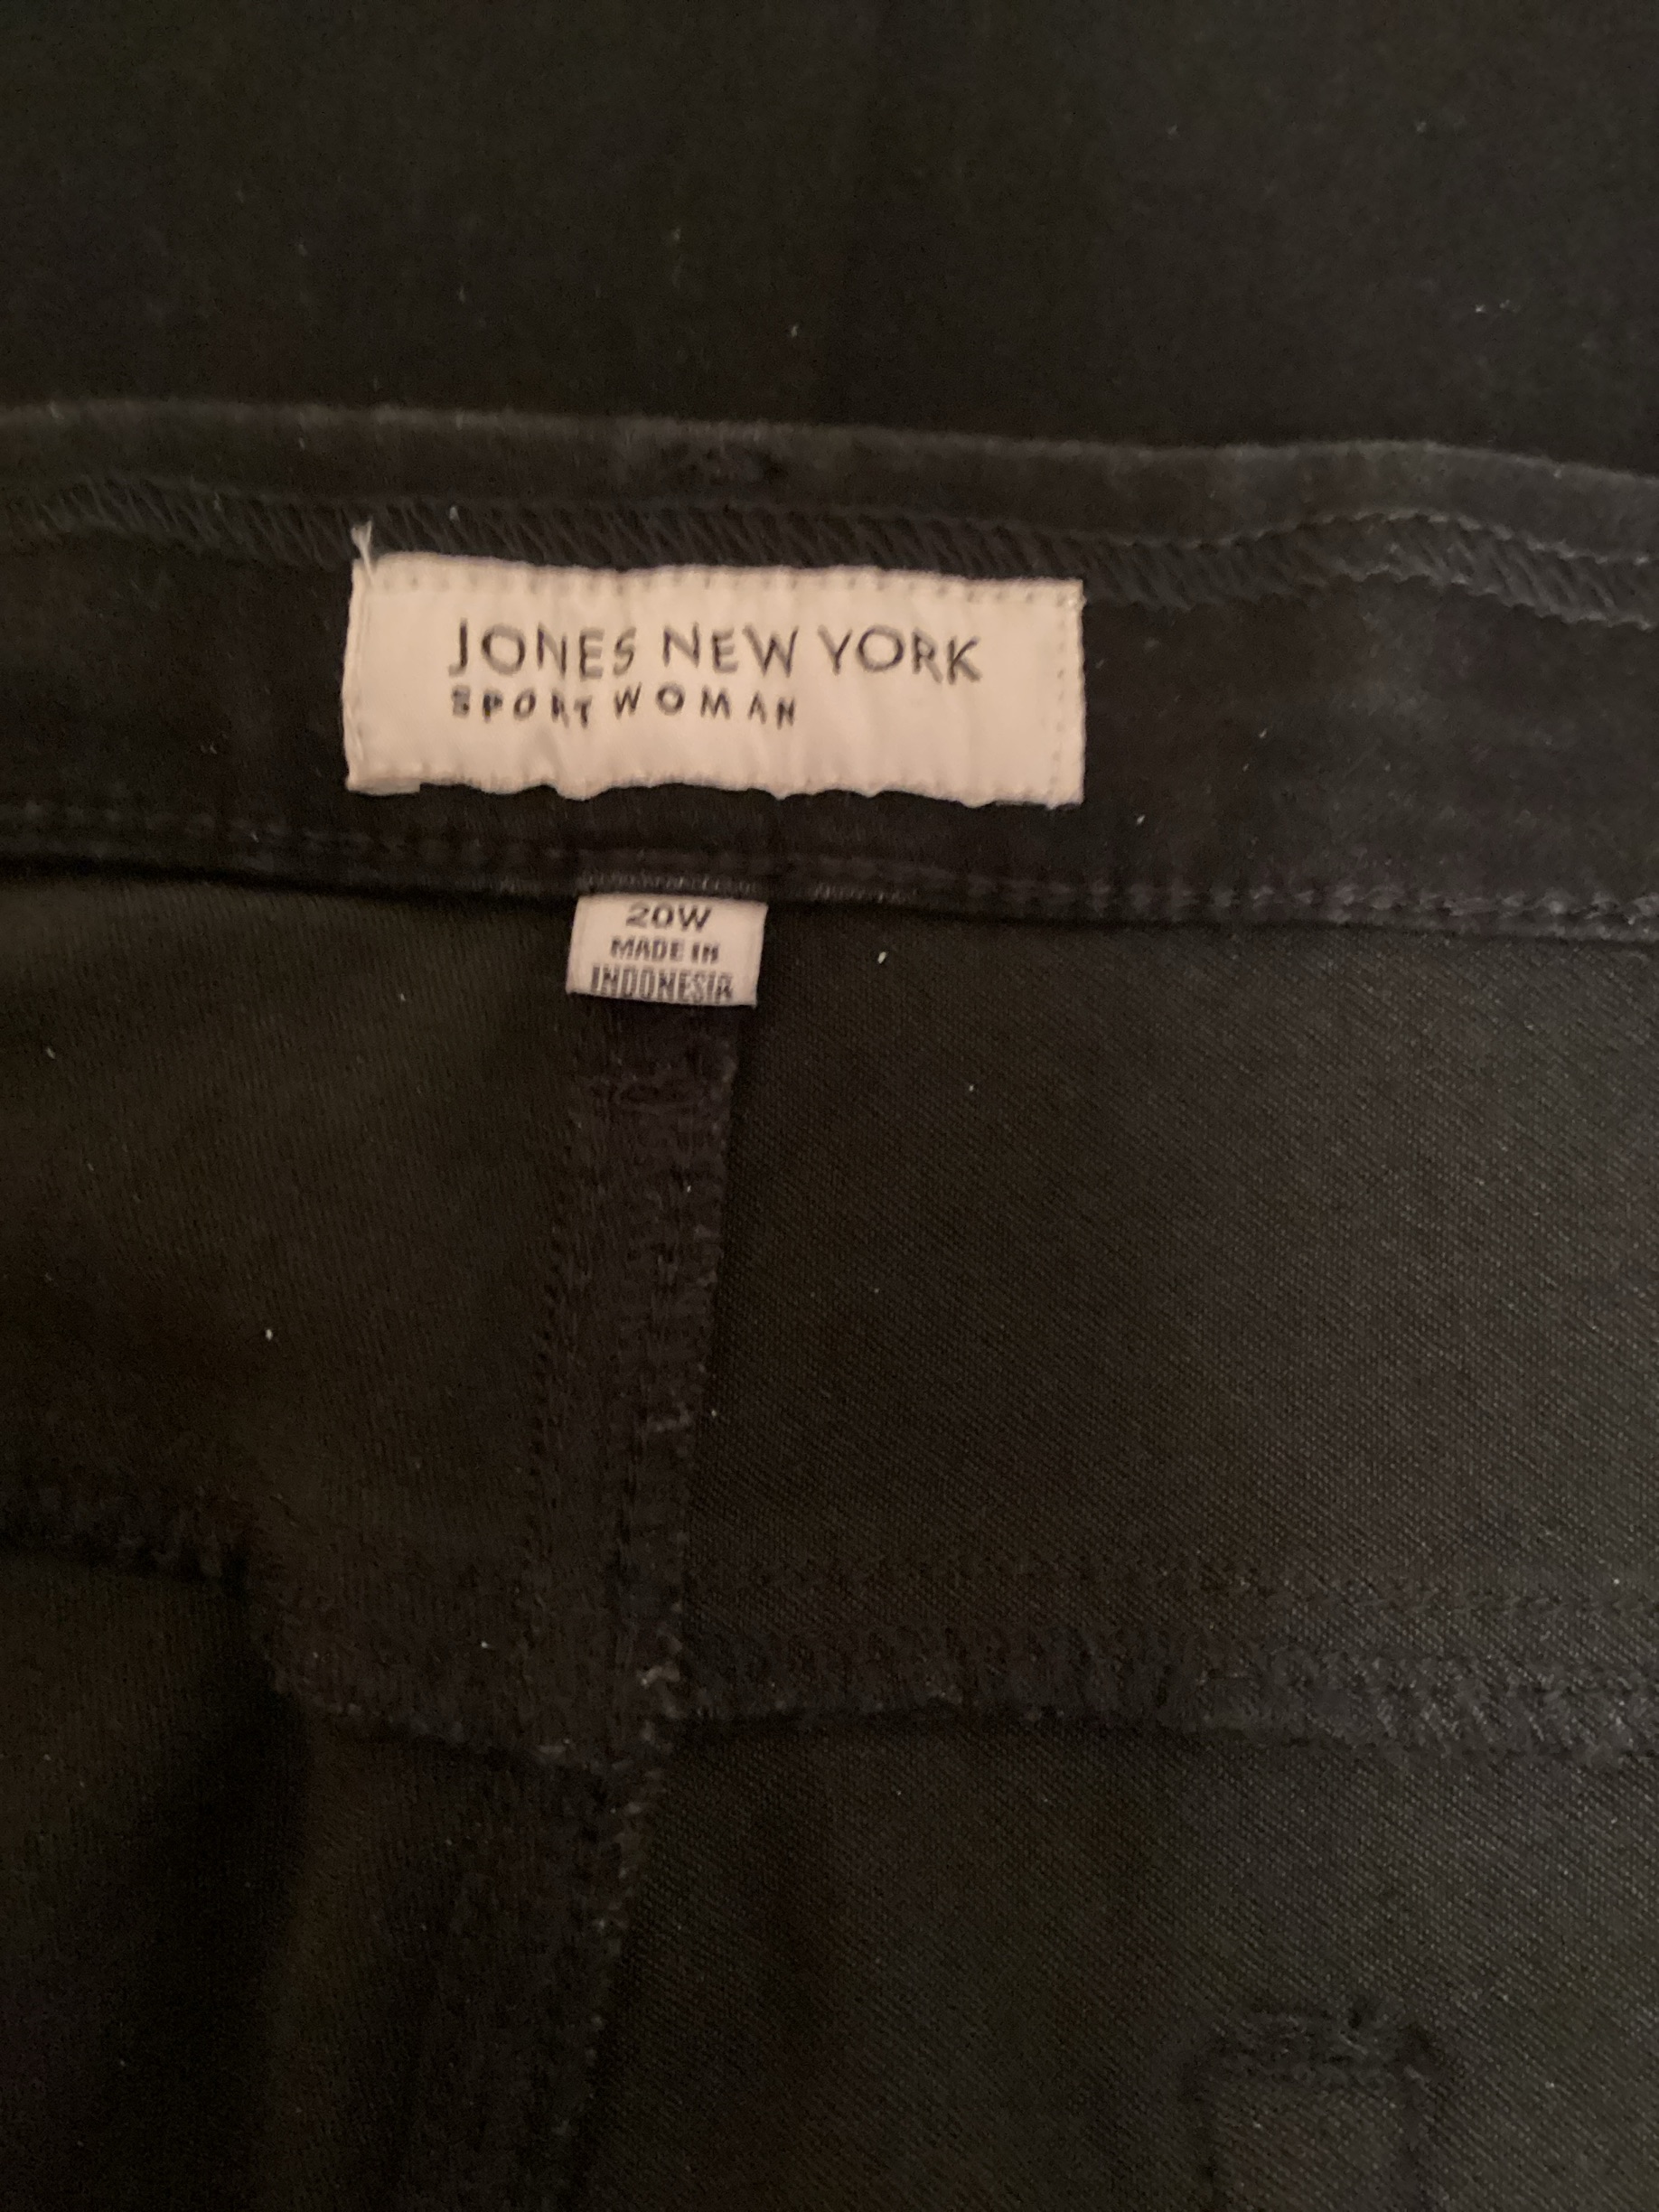 JONES NEW YORK
SPORT WOMAN
20W
MADE IN
INDONESIA